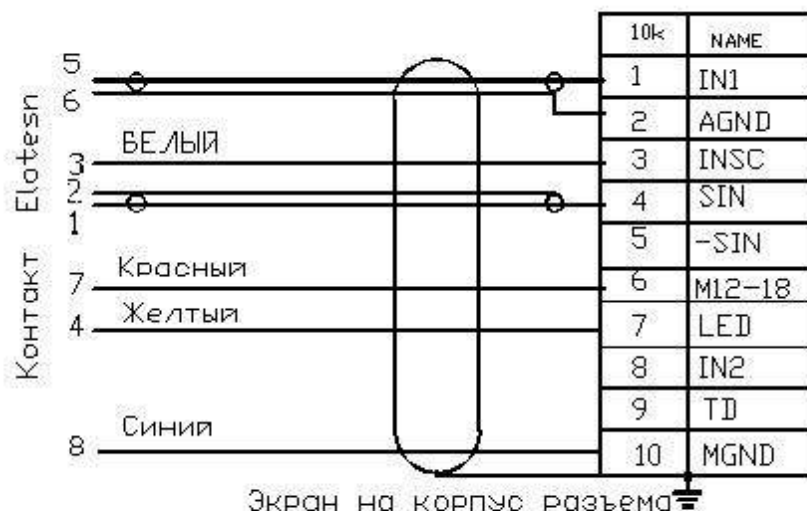 10к NAME
5 1 IN1
6 2 AGND
БЕЛЫЙ
3 3 INSC
2 4 SIN
1 5 -SIN
Красный
7 6 M12-18
Желтый
4 7 LED
8 IN2
9 TD
Синий
8 10 MGND
Контакт Elotesn
Экран на корпус разъема